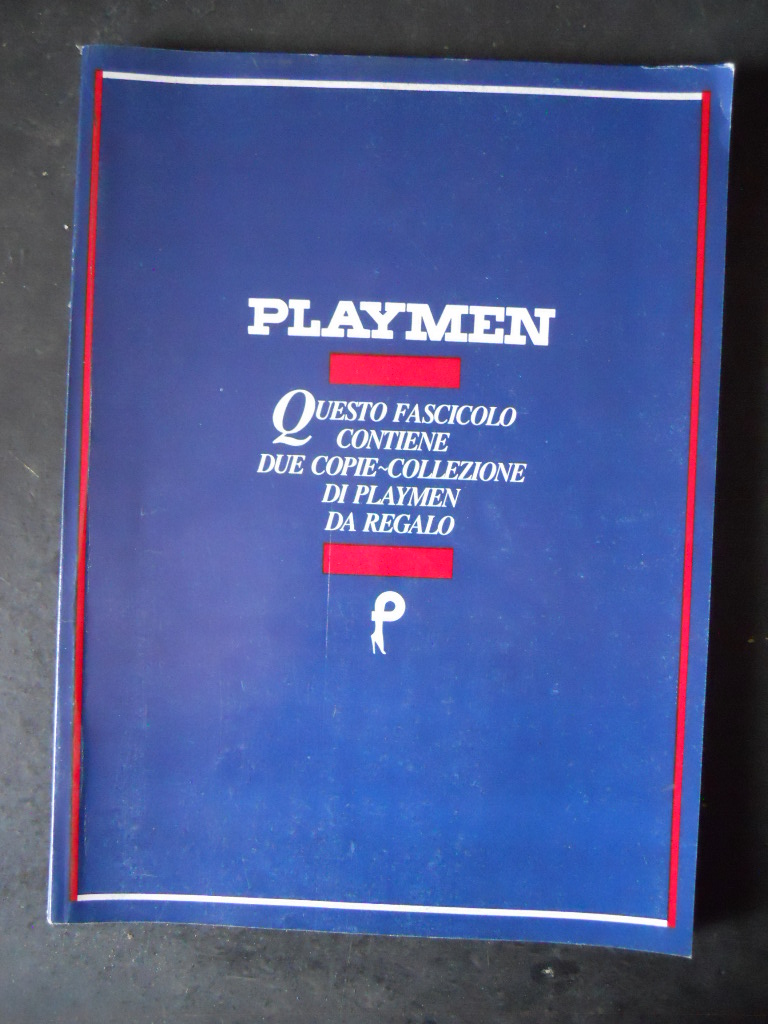 PLAYMEN
QUESTO FASCICOLO
CONTIENE
DUE COPIE~COLLEZIONE
DI PLAYMEN
DA REGALO
P